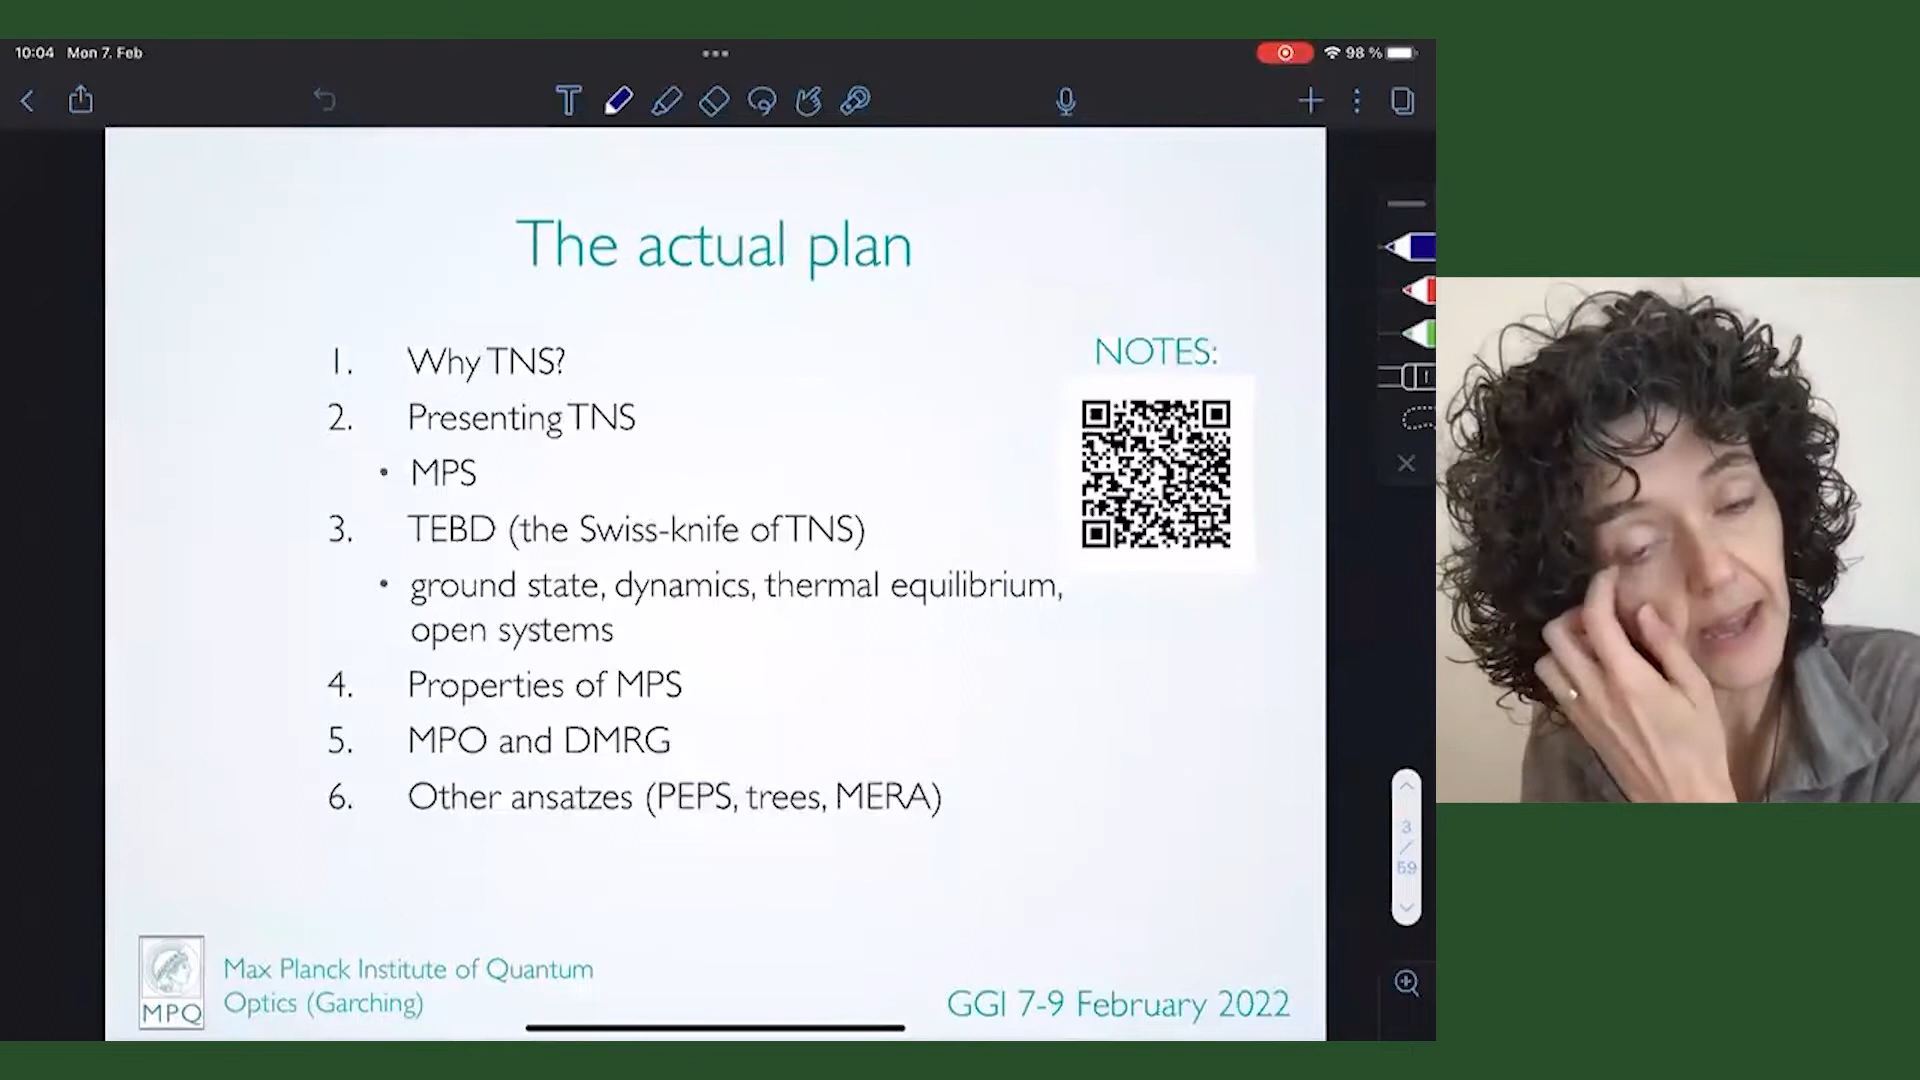 10:04 Mon 7. Feb
98 %
The actual plan
NOTES:
1. Why TNS?
2. Presenting TNS
• MPS
3. TEBD (the Swiss-knife of TNS)
• ground state, dynamics, thermal equilibrium,
open systems
4. Properties of MPS
5. MPO and DMRG
6. Other ansatzes (PEPS, trees, MERA)
3
/
59
MPQ
Max Planck Institute of Quantum
Optics (Garching)
GGI 7-9 February 2022